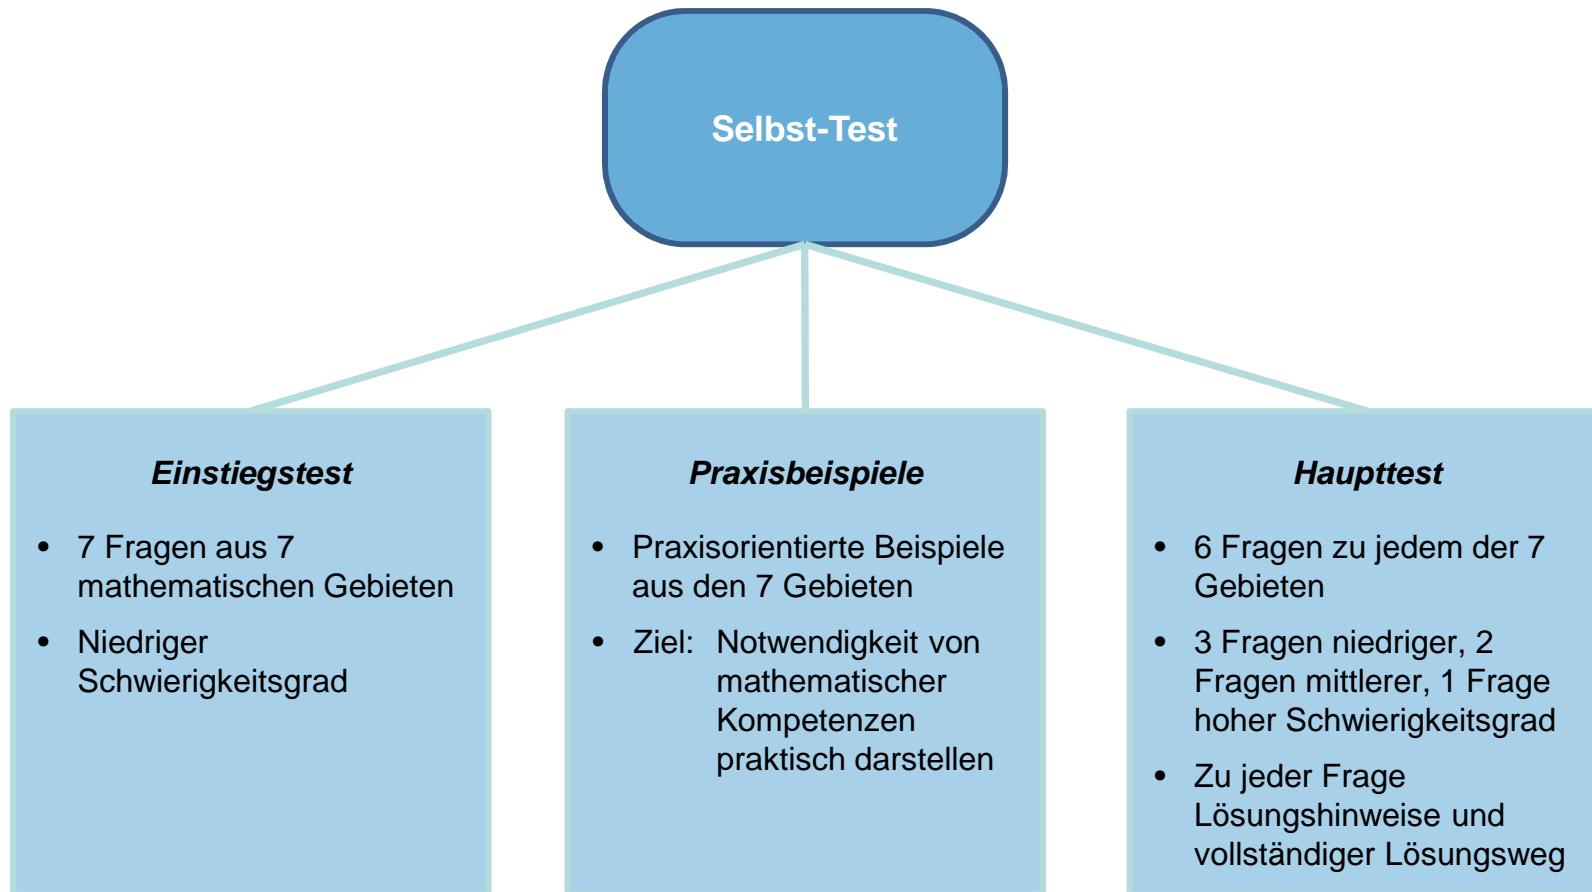 Selbst-Test
Einstiegstest
• 7 Fragen aus 7
mathematischen Gebieten
• Niedriger
Schwierigkeitsgrad
Praxisbeispiele
• Praxisorientierte Beispiele
aus den 7 Gebieten
• Ziel: Notwendigkeit von
mathematischer
Kompetenzen
praktisch darstellen
Haupttest
• 6 Fragen zu jedem der 7
Gebieten
• 3 Fragen niedriger, 2
Fragen mittlerer, 1 Frage
hoher Schwierigkeitsgrad
• Zu jeder Frage
Lösungshinweise und
vollständiger Lösungsweg